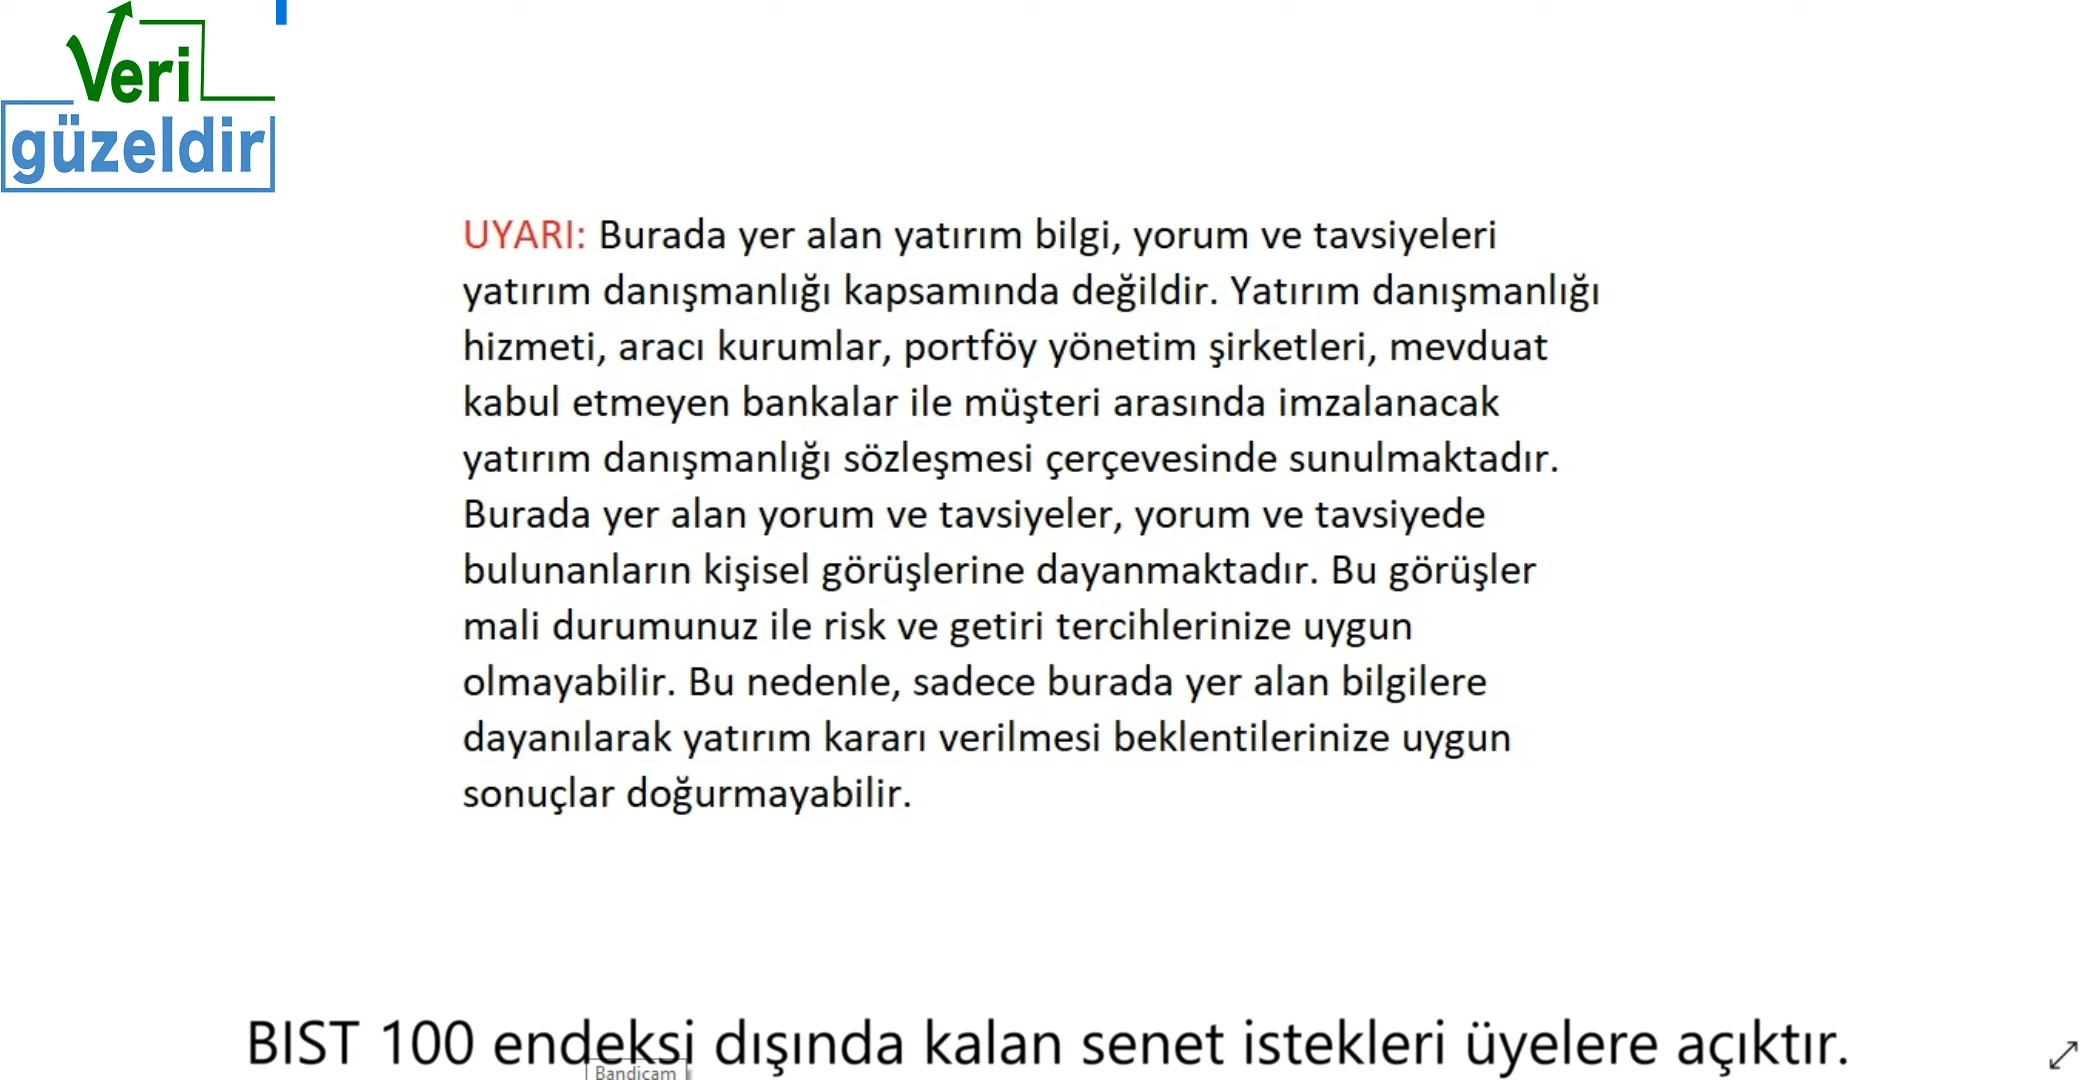 Veri
güzeldir
UYARI: Burada yer alan yatırım bilgi, yorum ve tavsiyeleri
yatırım danışmanlığı kapsamında değildir. Yatırım danışmanlığı
hizmeti, aracı kurumlar, portföy yönetim şirketleri, mevduat
kabul etmeyen bankalar ile müşteri arasında imzalanacak
yatırım danışmanlığı sözleşmesi çerçevesinde sunulmaktadır.
Burada yer alan yorum ve tavsiyeler, yorum ve tavsiyede
bulunanların kişisel görüşlerine dayanmaktadır. Bu görüşler
mali durumunuz ile risk ve getiri tercihlerinize uygun
olmayabilir. Bu nedenle, sadece burada yer alan bilgilere
dayanılarak yatırım kararı verilmesi beklentilerinize uygun
sonuçlar doğurmayabilir.
BIST 100 endeksi dışında kalan senet istekleri üyelere açıktır.
Bandicam